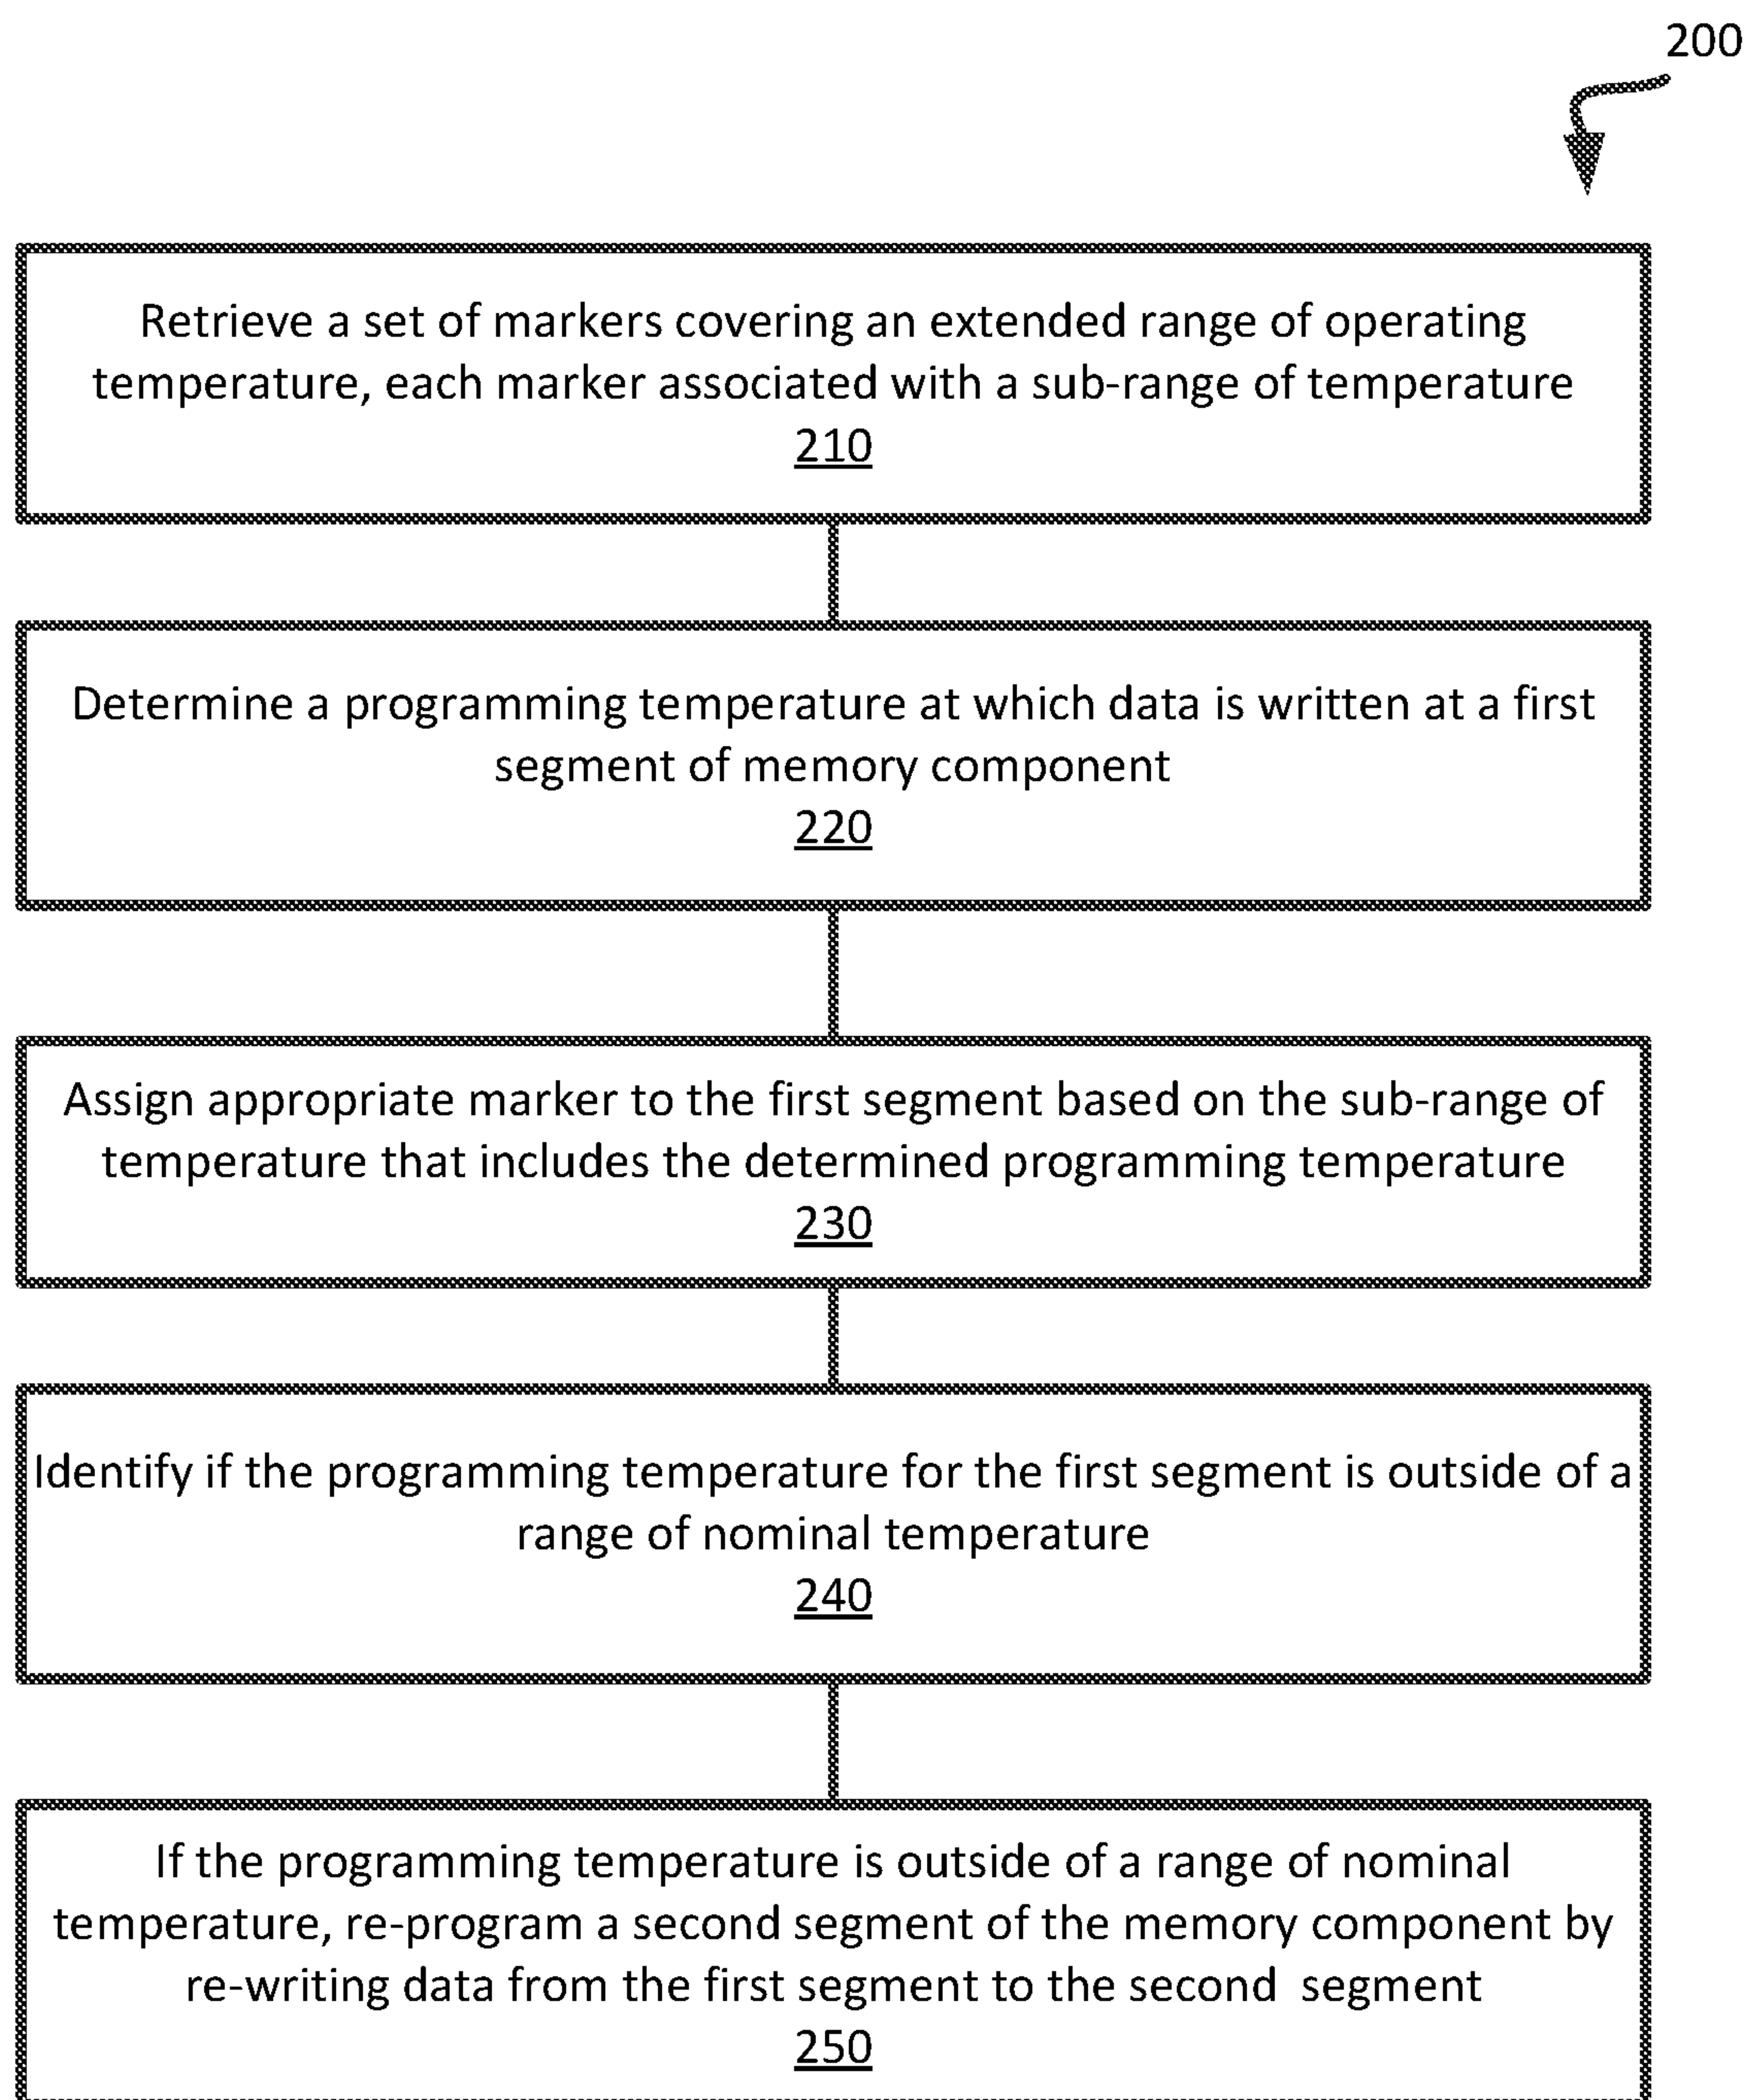 200
Retrieve a set of markers covering an extended range of operating
temperature, each marker associated with a sub-range of temperature
210
Determine a programming temperature at which data is written at a first
segment of memory component
220
Assign appropriate marker to the first segment based on the sub-range of
temperature that includes the determined programming temperature
230
Identify if the programming temperature for the first segment is outside of a
range of nominal temperature
240
If the programming temperature is outside of a range of nominal
temperature, re-program a second segment of the memory component by
re-writing data from the first segment to the second segment
250